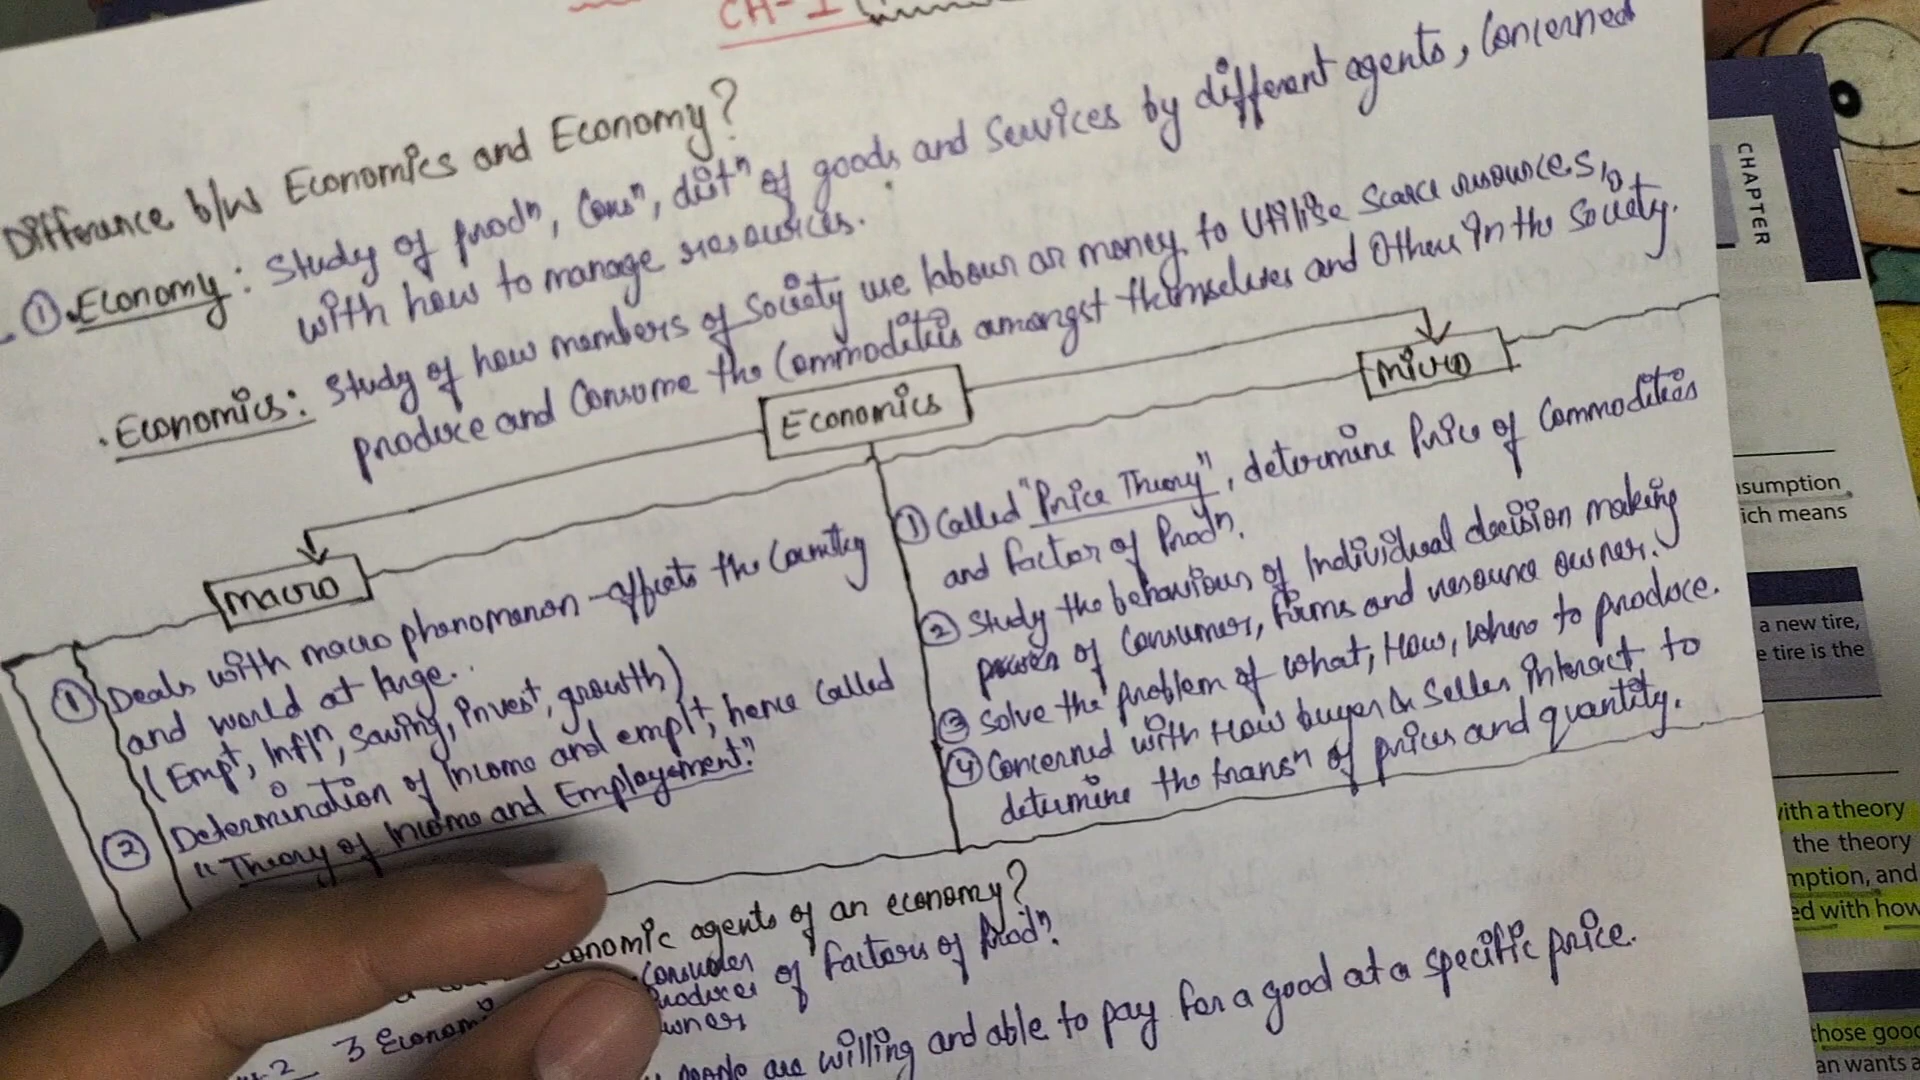 CH-1
Difference b/w Economics and Economy?
① Economy: Study of prodⁿ, Consⁿ, distⁿ of goods and Services by different agents, Concerned
with how to manage resources.
Economics: Study of how members of Society use labour or money to Utilise Scarce resources, to
produce and Consume the Commodities amongst themselves and Other in the Society.
Economics
macro
① Deals with macro phenomenon - affects the Country
and world at large.
(Empᵗ, Inflⁿ, Saving, Invesᵗ, growth)
② Determination of Income and emplᵗ, hence Called
"Theory of Income and Employement."
micro
① Called "Price Theory", determine Price of Commodities
and factor of Prodⁿ.
② Study the behaviour of Individual decision making
power of Consumer, firms and resource owner.
③ Solve the problem of what, How, whom to produce.
④ Concerned with How buyer & Seller Interact to
determine the transⁿ of prices and quantity.
economic agents of an economy?
Consumer
Producer of factors of Prodⁿ.
owners
3 Econom
people are willing and able to pay for a good at a specific price.
CHAPTER
sumption
ich means
a new tire,
e tire is the
ith a theory
the theory
mption, and
ed with how
those good
an wants a